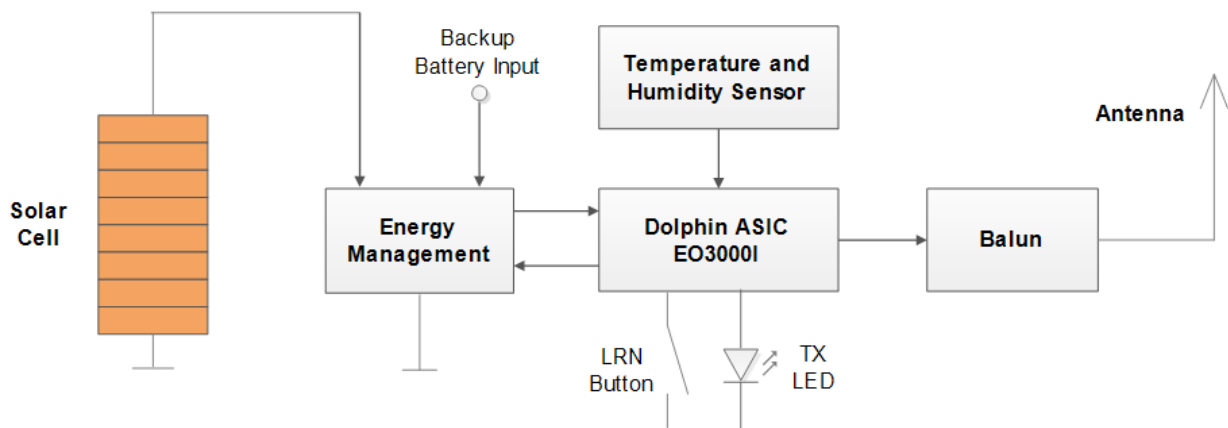 Backup
Battery Input
Temperature and
Humidity Sensor
Antenna
Solar
Cell
Energy
Management
Dolphin ASIC
EO3000I
Balun
LRN
Button
TX
LED